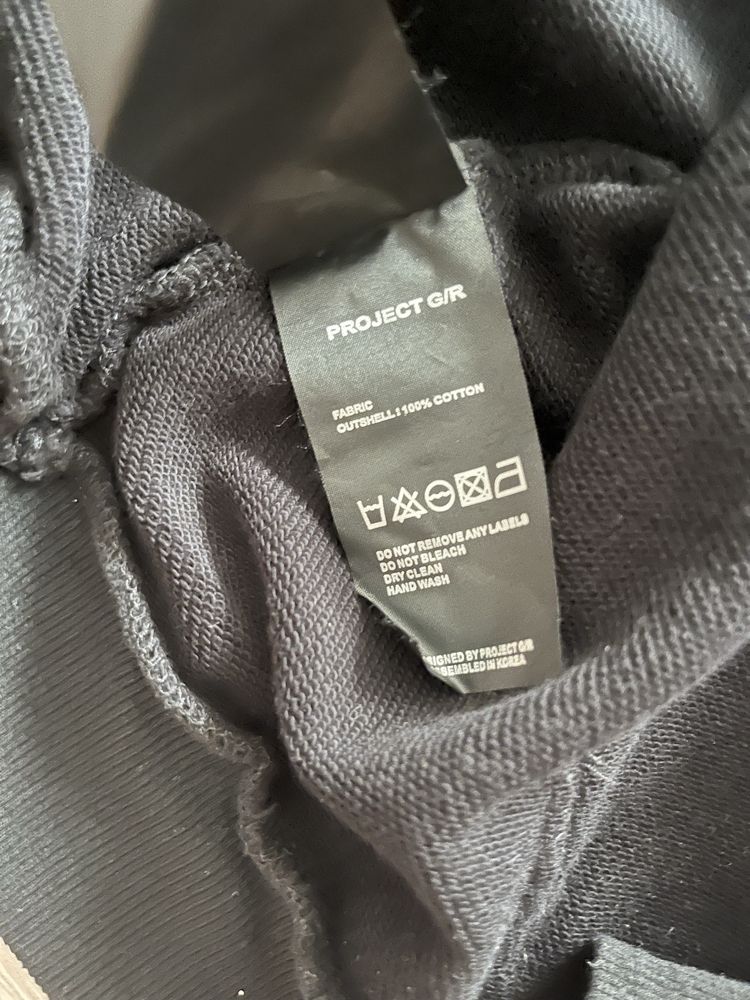 PROJECT G/R
FABRIC
OUTSHELL : 100% COTTON
DO NOT REMOVE ANY LABELS
DO NOT BLEACH
DRY CLEAN
HAND WASH
IGNED BY PROJECT G/R
SEMBLED IN KOREA